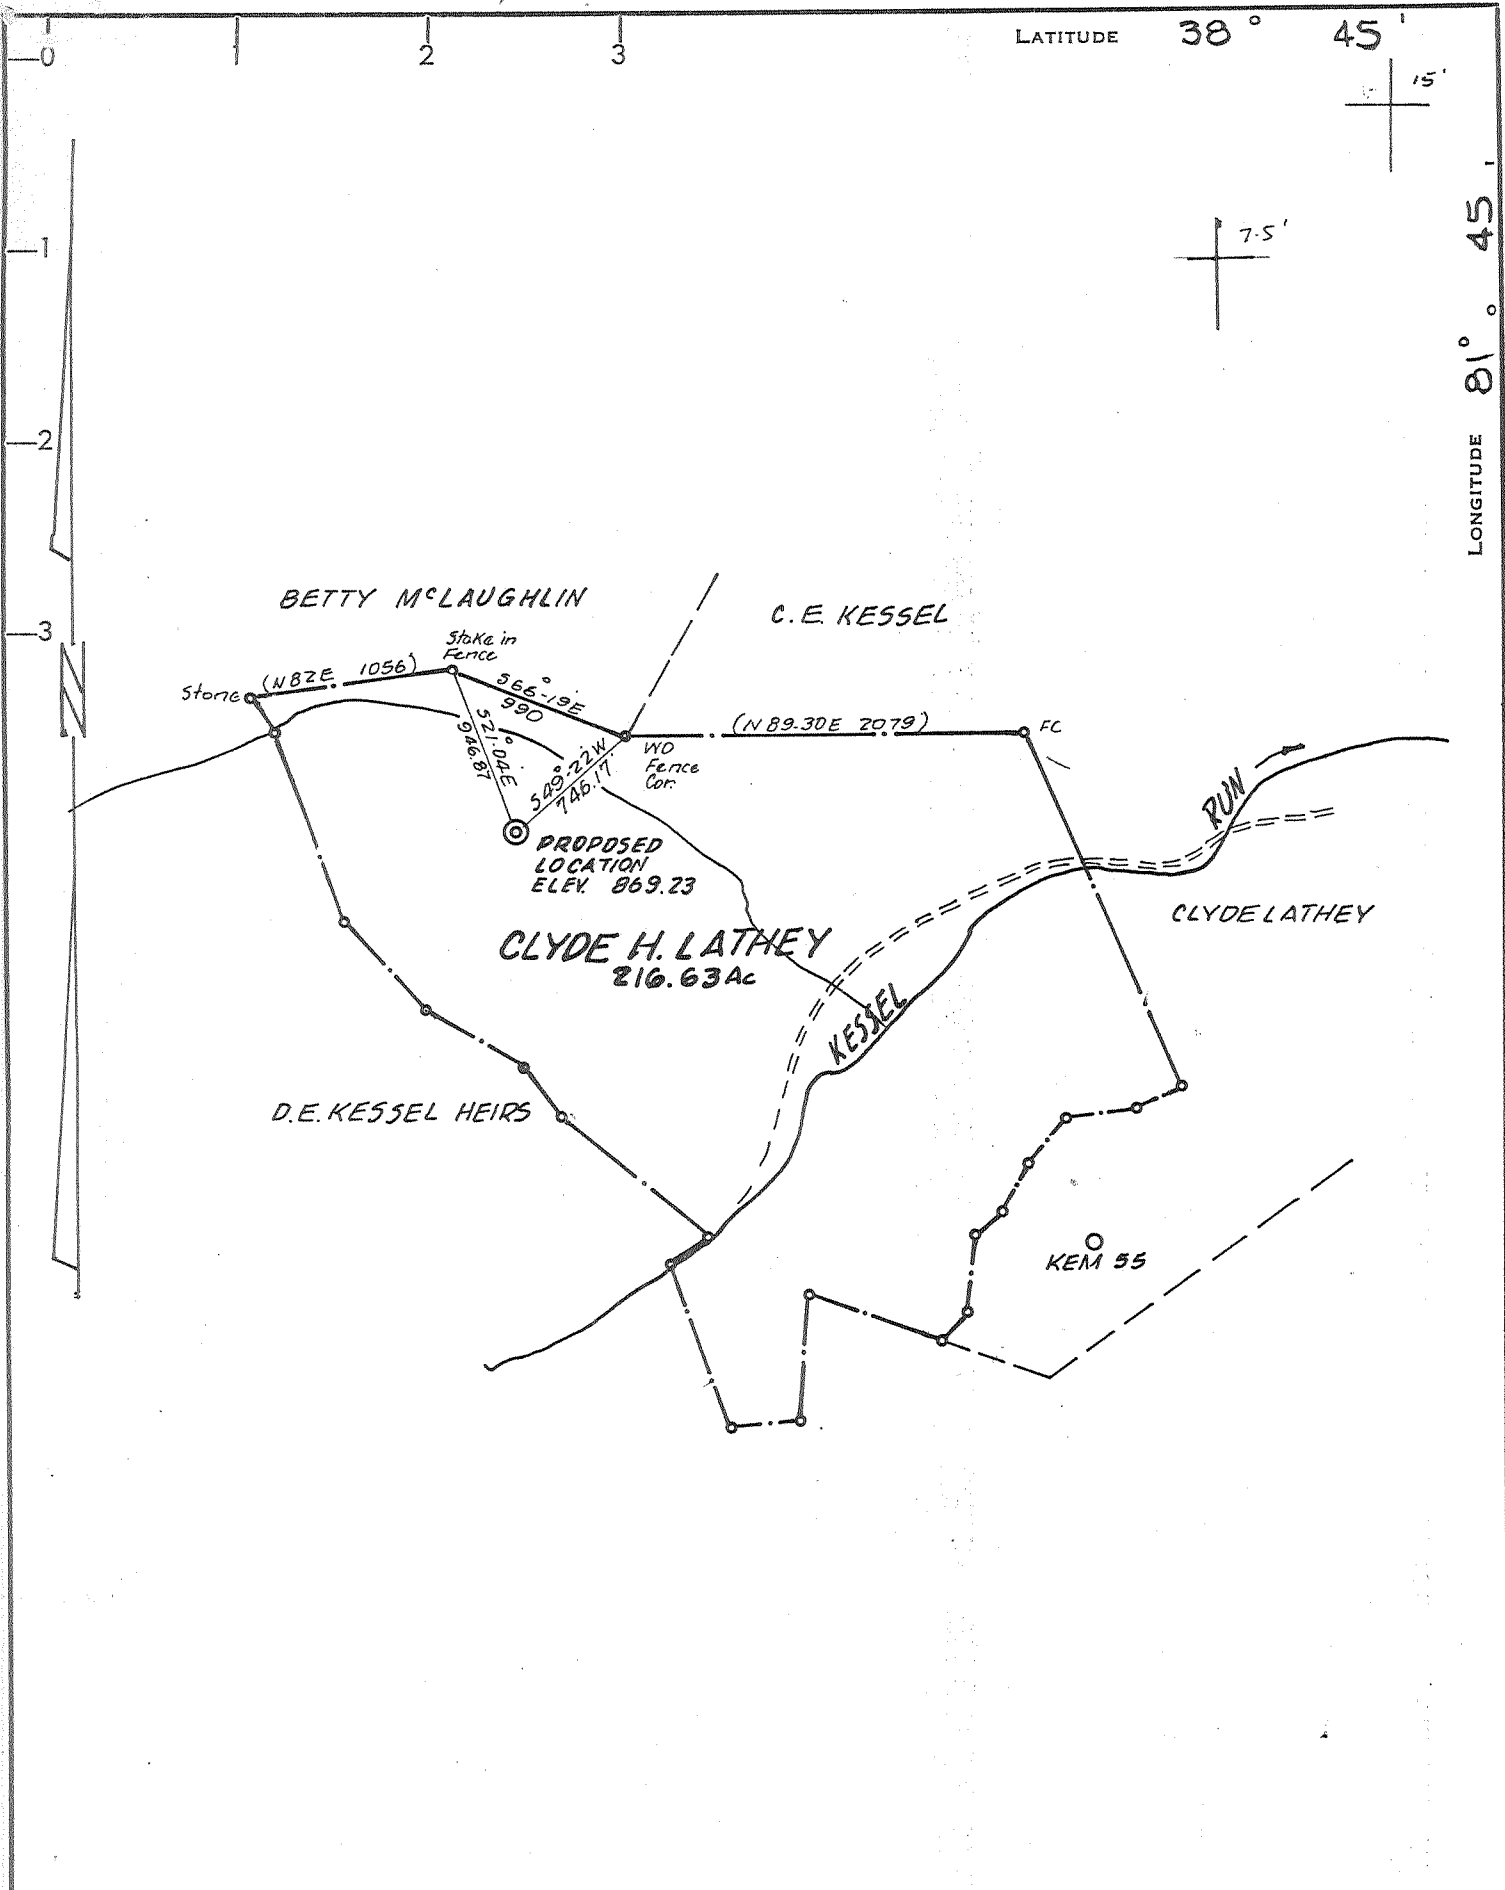 0
1
2
3
LATITUDE 38° 45'
15'
1
7.5'
LONGITUDE 81° 45'
2
3
BETTY McLAUGHLIN
C.E. KESSEL
Stake in
Fence
Stone
(N82E 1056)
S66°-19E
990
S21°-04E
946.87
S49°-22W
746.17
(N89-30E 2079)
WO
Fence
Cor.
FC
RUN
PROPOSED
LOCATION
ELEV. 869.23
CLYDE LATHEY
CLYDE H. LATHEY
216.63 Ac
KESSEL
D.E. KESSEL HEIRS
KEM 55